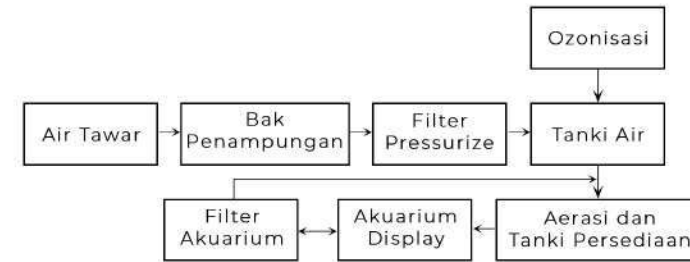 Ozonisasi
Air Tawar
Bak
Penampungan
Filter
Pressurize
Tanki Air
Filter
Akuarium
Akuarium
Display
Aerasi dan
Tanki Persediaan